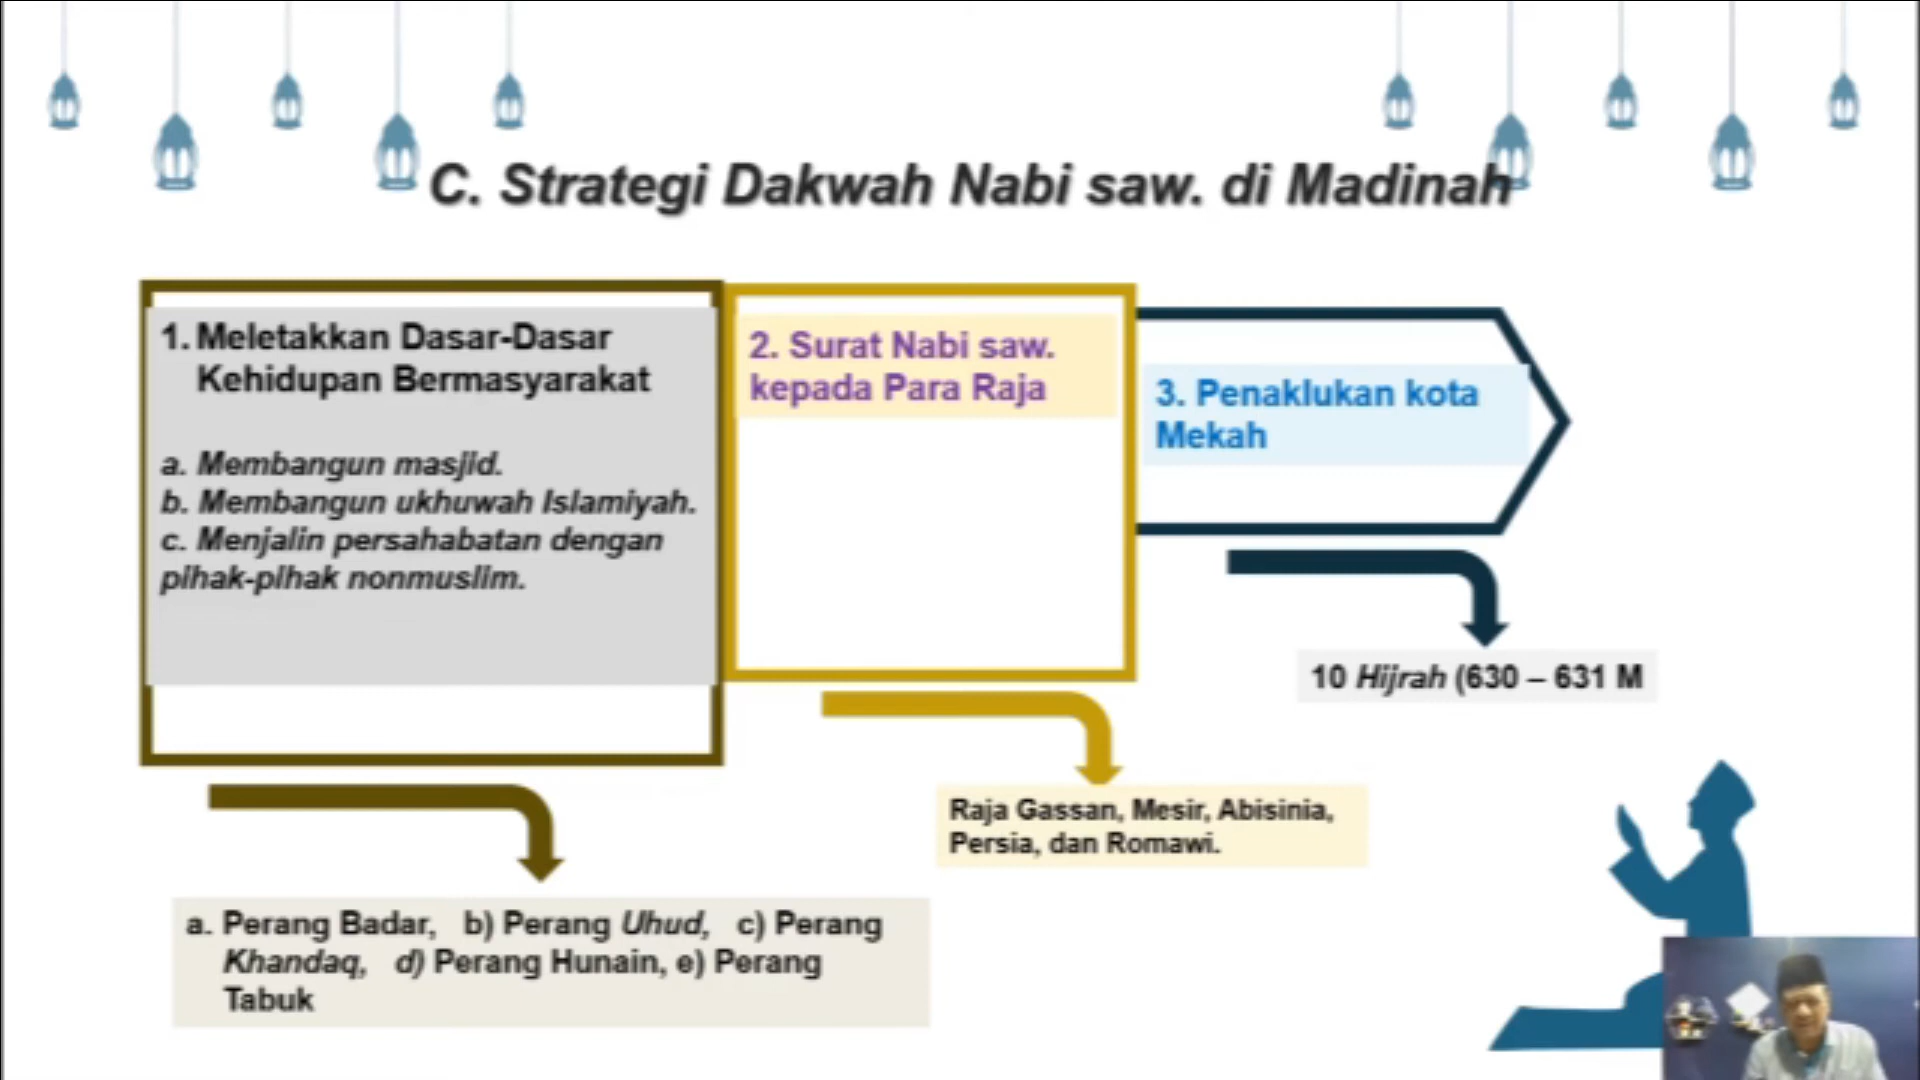 C. Strategi Dakwah Nabi saw. di Madinah
1. Meletakkan Dasar-Dasar
Kehidupan Bermasyarakat
a. Membangun masjid.
b. Membangun ukhuwah Islamiyah.
c. Menjalin persahabatan dengan
pihak-pihak nonmuslim.
2. Surat Nabi saw.
kepada Para Raja
3. Penaklukan kota
Mekah
10 Hijrah (630 – 631 M
Raja Gassan, Mesir, Abisinia,
Persia, dan Romawi.
a. Perang Badar, b) Perang Uhud, c) Perang
Khandaq, d) Perang Hunain, e) Perang
Tabuk